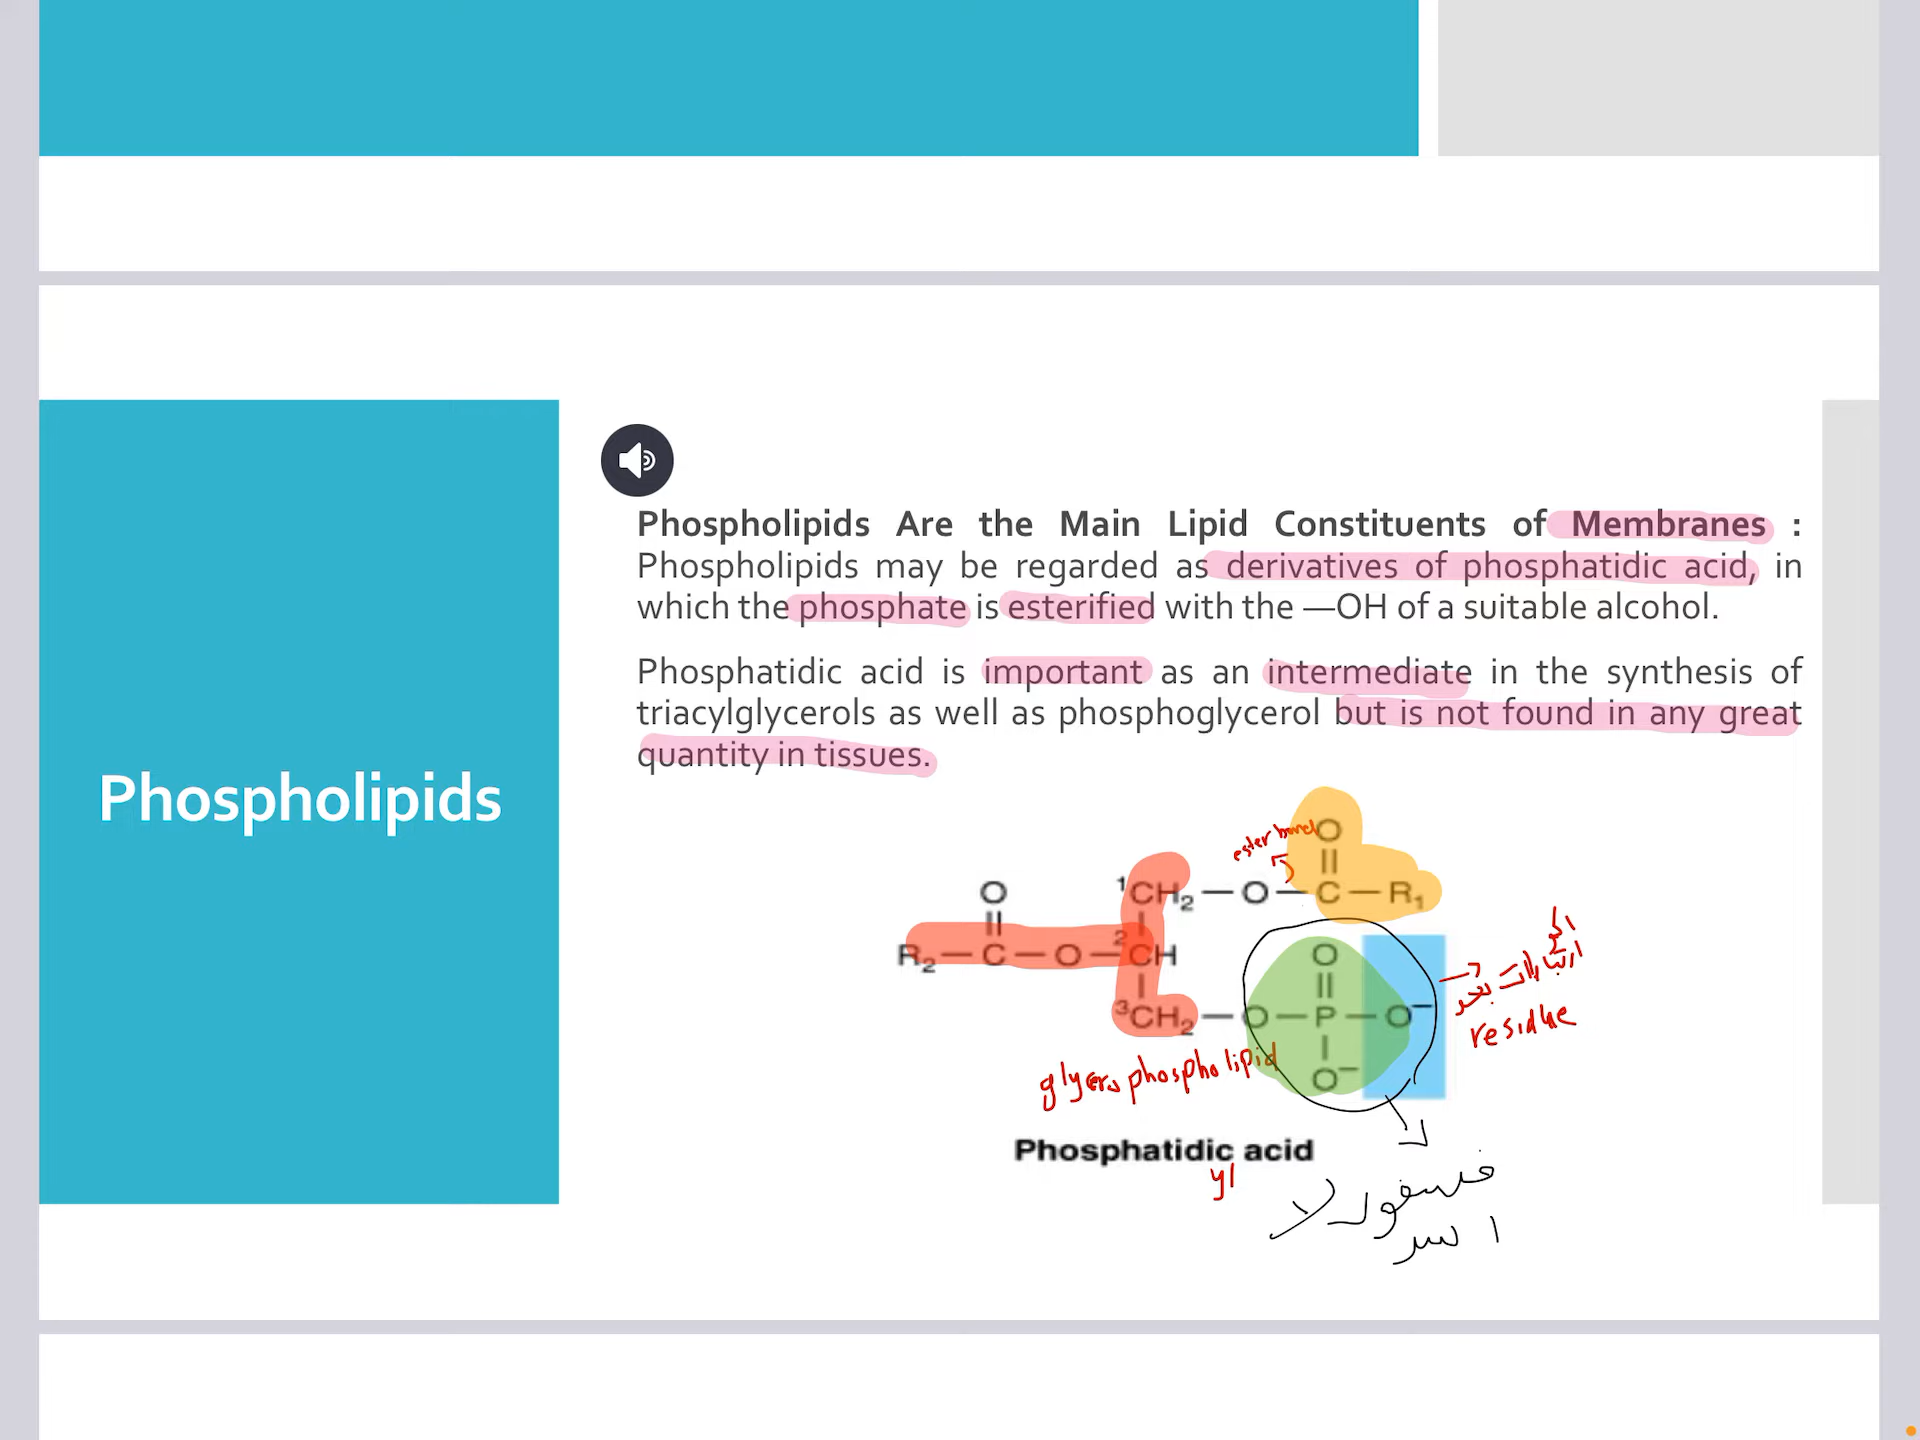 Phospholipids
Phospholipids Are the Main Lipid Constituents of Membranes :
Phospholipids may be regarded as derivatives of phosphatidic acid, in
which the phosphate is esterified with the —OH of a suitable alcohol.
Phosphatidic acid is important as an intermediate in the synthesis of
triacylglycerols as well as phosphoglycerol but is not found in any great
quantity in tissues.
ester bond
O
O
||
||
¹CH₂—O—C—R₁
R₂—C—O—²CH
O
||
³CH₂—O—P—O⁻
O⁻
residue
glycerophospholipid
Phosphatidic acid
yl